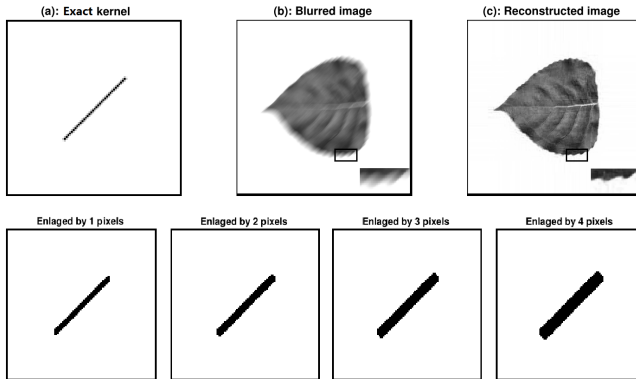 (a): Exact kernel
(b): Blurred image
(c): Reconstructed image
Enlaged by 1 pixels
Enlaged by 2 pixels
Enlaged by 3 pixels
Enlaged by 4 pixels